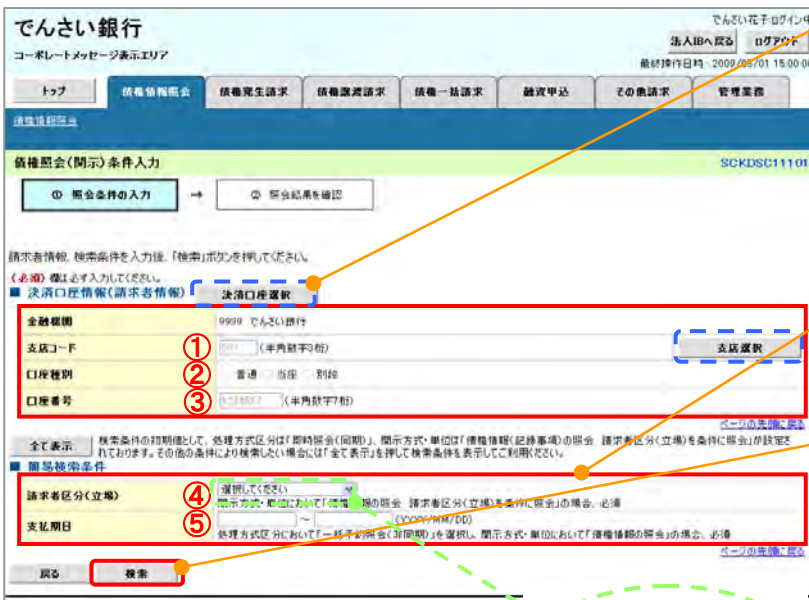 でんさい花子 ログイン中
でんさい銀行
法人IBへ戻る ログアウト
コーポレートメッセージ表示エリア
最終操作日時 2009/05/01 15:00:00
トップ 債権情報照会 債権発生請求 債権譲渡請求 債権一括請求 融資申込 その他請求 管理業務
債権情報照会
債権照会(開示)条件入力 SCKDSC11101
① 照会条件の入力 → ② 照会結果を確認
請求者情報、検索条件を入力後、「検索」ボタンを押してください。
(必須)欄は必ず入力してください。
■ 決済口座情報(請求者情報) 決済口座選択
金融機関 9999 でんさい銀行
支店コード ① (半角数字3桁) 支店選択
口座種別 ② 普通 当座 別段
口座番号 ③ (半角数字7桁)
ページの先頭に戻る
全て表示 検索条件の初期値として、処理方式区分は「即時照会(同期)」、開示方式・単位は「債権情報(記録事項)の照会 請求者区分(立場)を条件に照会」が設定さ
れております。その他の条件により検索したい場合には「全て表示」を押して検索条件を表示してご利用ください。
■ 簡易検索条件
請求者区分(立場) ④ 選択してください
開示方式・単位において「債権情報の照会 請求者区分(立場)を条件に照会」の場合、必須
支払期日 ⑤ ~ (YYYY/MM/DD)
処理方式区分において「一括予約照会(非同期)」を選択し、開示方式・単位において「債権情報の照会」の場合、必須
ページの先頭に戻る
戻る 検索